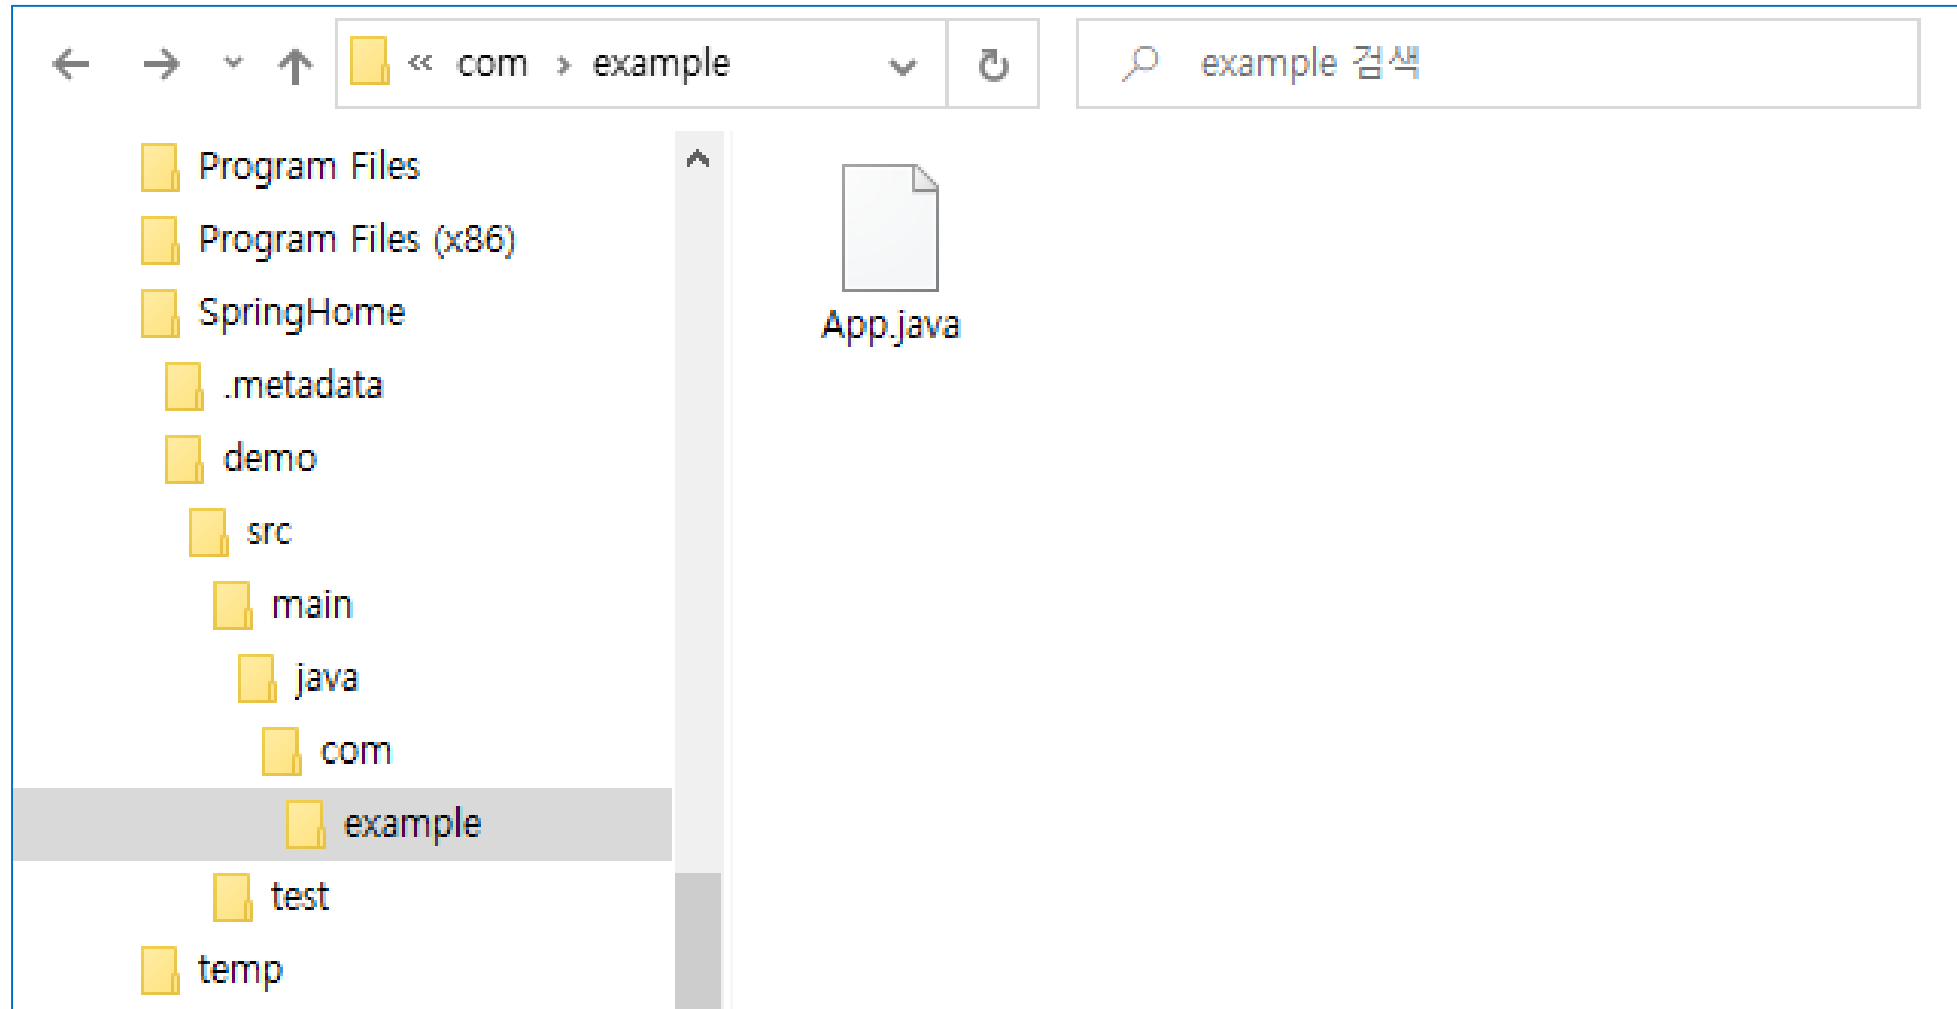 « com › example
example 검색
Program Files
Program Files (x86)
SpringHome
.metadata
demo
src
main
java
com
example
test
temp
App.java